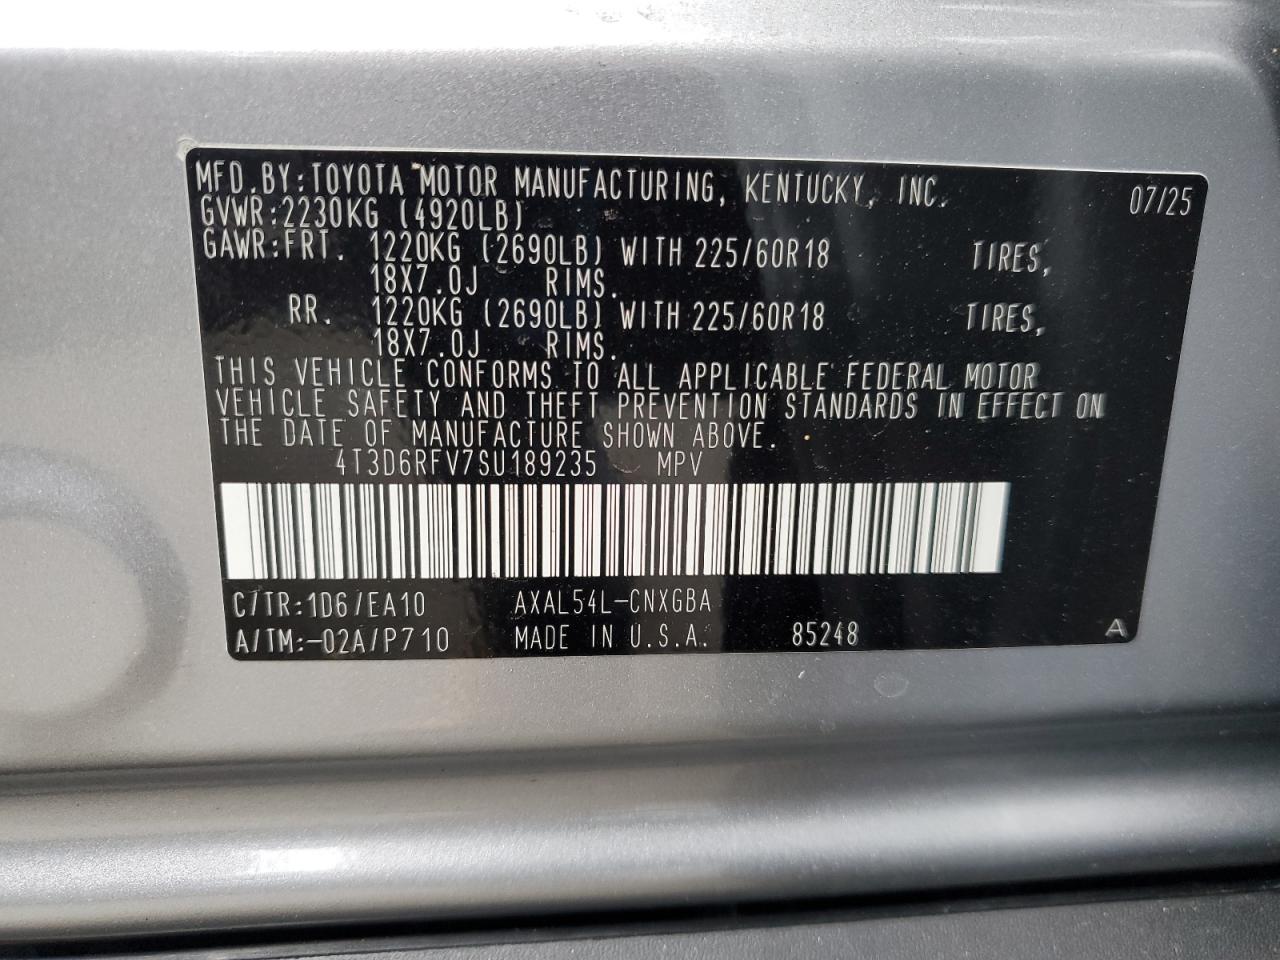 MFD.BY:TOYOTA MOTOR MANUFACTURING, KENTUCKY, INC. 07/25
GVWR:2230KG (4920LB)
GAWR:FRT. 1220KG (2690LB) WITH 225/60R18 TIRES,
18X7.0J RIMS.
RR. 1220KG (2690LB) WITH 225/60R18 TIRES,
18X7.0J RIMS.
THIS VEHICLE CONFORMS TO ALL APPLICABLE FEDERAL MOTOR
VEHICLE SAFETY AND THEFT PREVENTION STANDARDS IN EFFECT ON
THE DATE OF MANUFACTURE SHOWN ABOVE.
4T3D6RFV7SU189235 MPV
C/TR:1D6/EA10 AXAL54L-CNXGBA
A/TM:-02A/P710 MADE IN U.S.A. 85248 A